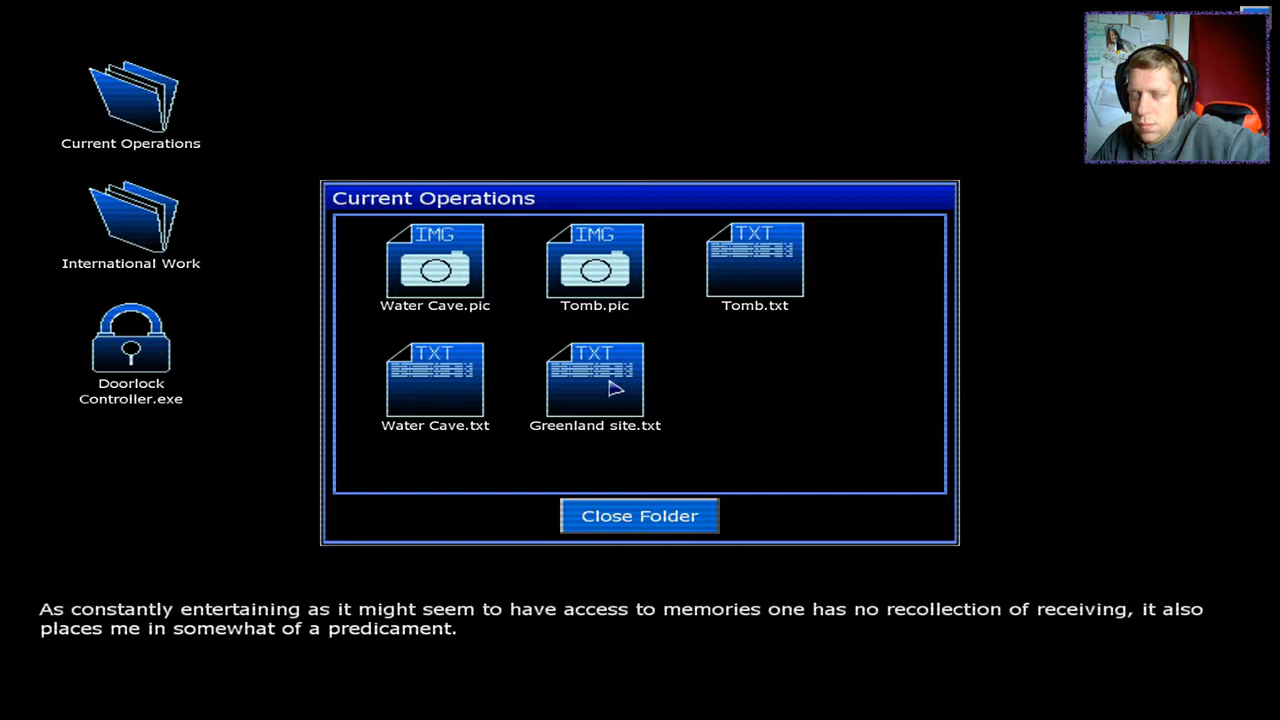 Current Operations
International Work
Doorlock
Controller.exe
Current Operations
IMG
Water Cave.pic
IMG
Tomb.pic
TXT
Tomb.txt
TXT
Water Cave.txt
TXT
Greenland site.txt
Close Folder
As constantly entertaining as it might seem to have access to memories one has no recollection of receiving, it also
places me in somewhat of a predicament.